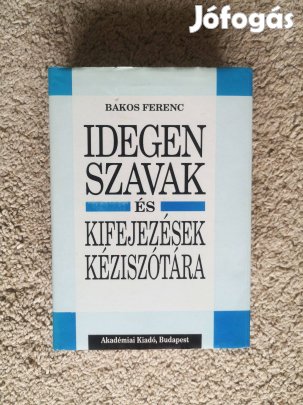 Jófogás
BAKOS FERENC
IDEGEN
SZAVAK
ÉS
KIFEJEZÉSEK
KÉZISZÓTÁRA
Akadémiai Kiadó, Budapest